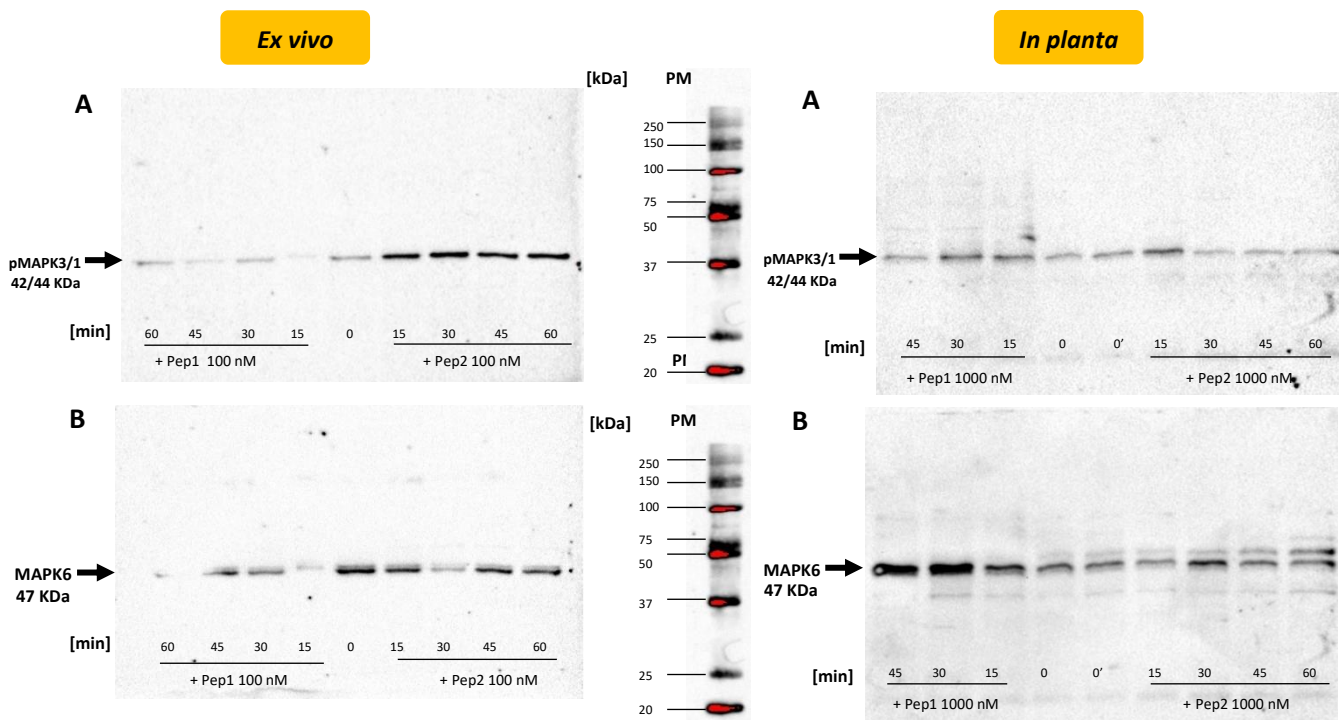 Ex vivo
In planta
A
[kDa]
PM
250
150
100
75
50
37
25
PI
20
pMAPK3/1
42/44 KDa
[min]
60 45 30 15 0 15 30 45 60
+ Pep1 100 nM
+ Pep2 100 nM
A
pMAPK3/1
42/44 KDa
[min]
45 30 15 0 0' 15 30 45 60
+ Pep1 1000 nM
+ Pep2 1000 nM
B
[kDa]
PM
250
150
100
75
50
37
25
20
MAPK6
47 KDa
[min]
60 45 30 15 0 15 30 45 60
+ Pep1 100 nM
+ Pep2 100 nM
B
MAPK6
47 KDa
[min]
45 30 15 0 0' 15 30 45 60
+ Pep1 1000 nM
+ Pep2 1000 nM